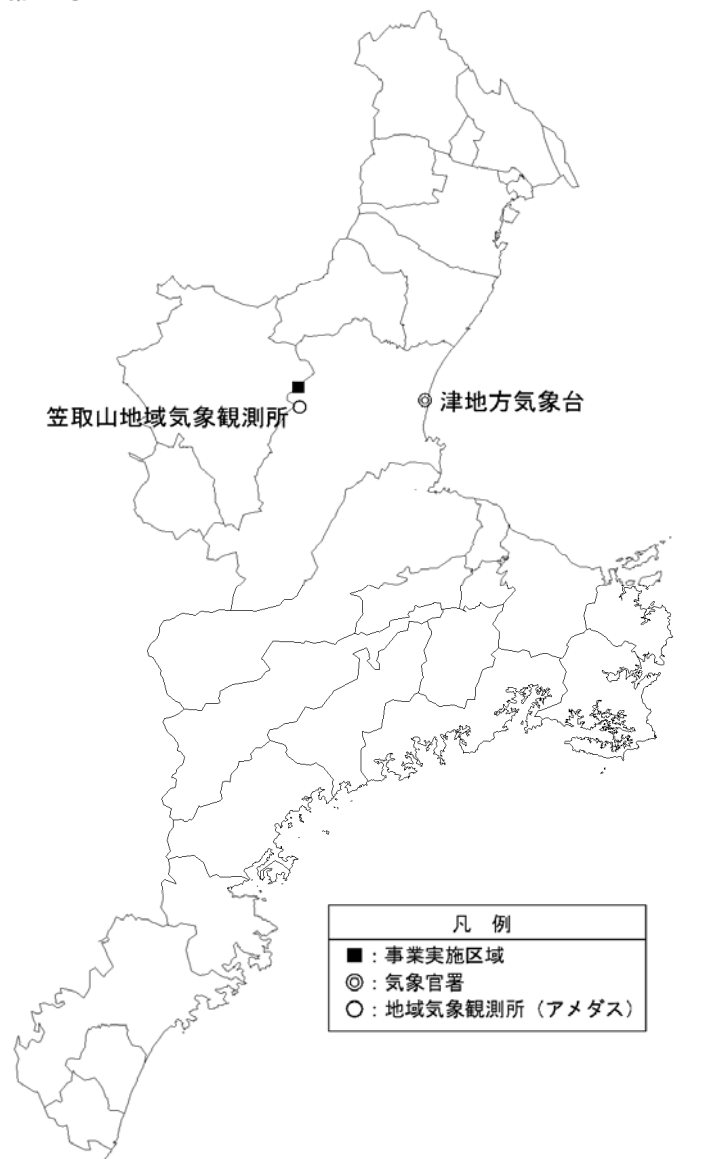 津地方気象台
笠取山地域気象観測所
凡 例
■：事業実施区域
◎：気象官署
○：地域気象観測所（アメダス）